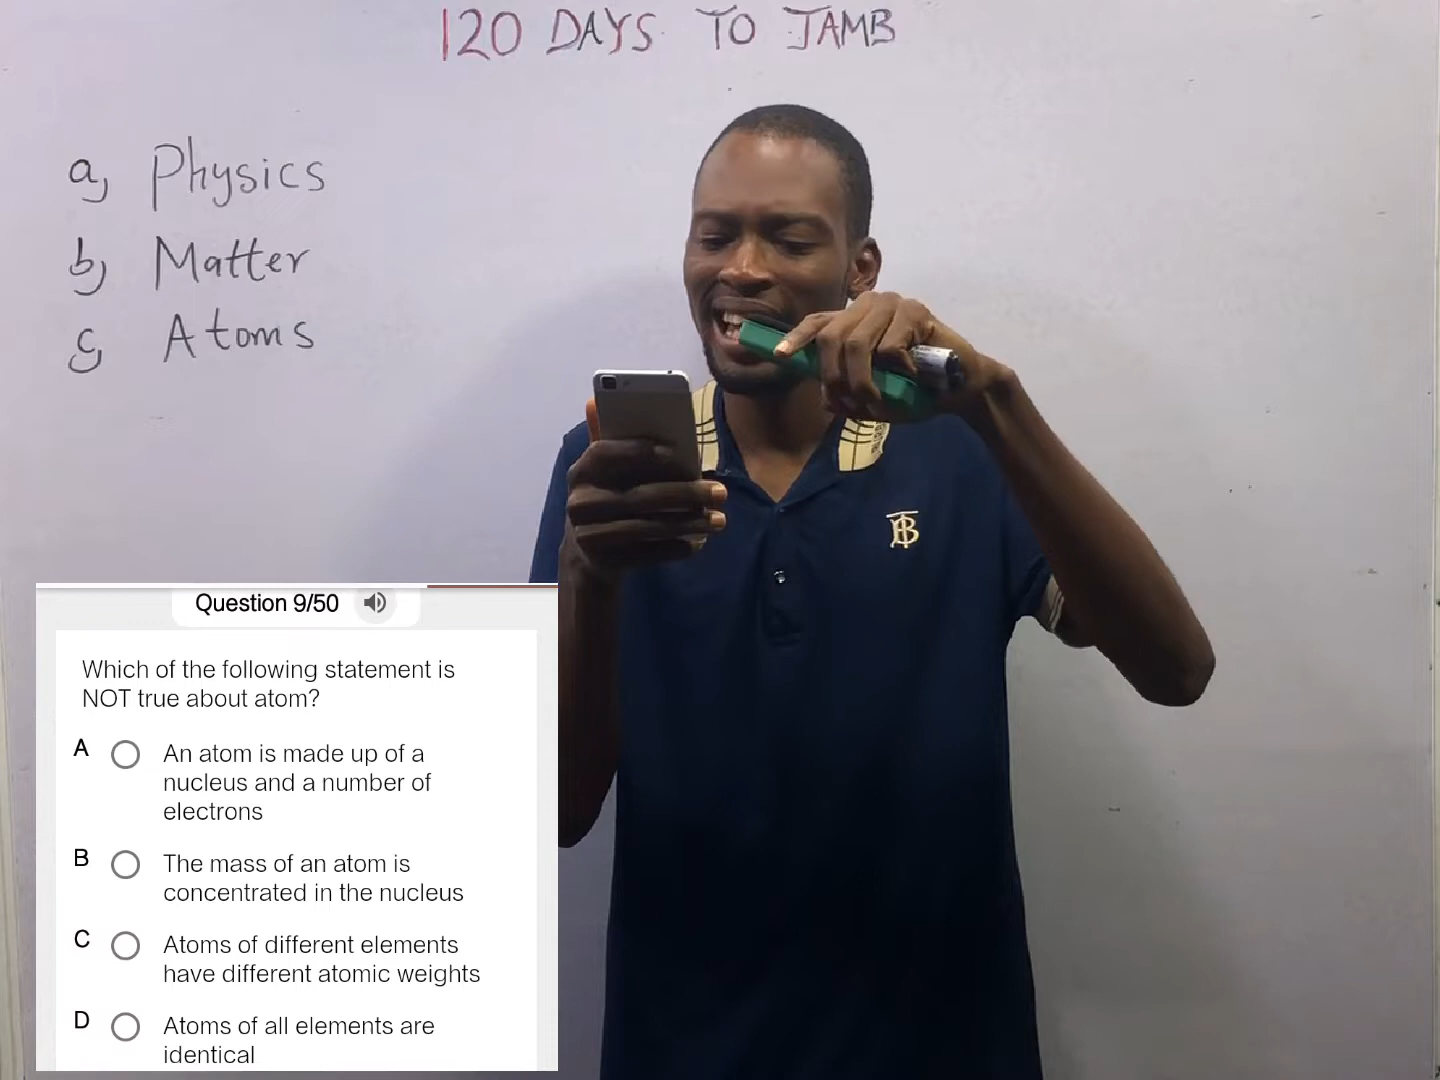 120 DAYS TO JAMB
a, Physics
b, Matter
c, Atoms
Question 9/50
Which of the following statement is
NOT true about atom?
A An atom is made up of a
nucleus and a number of
electrons
B The mass of an atom is
concentrated in the nucleus
C Atoms of different elements
have different atomic weights
D Atoms of all elements are
identical